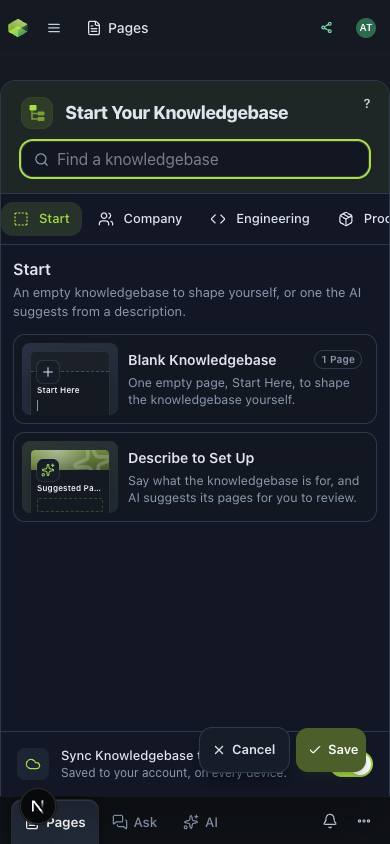 Pages
AT
Start Your Knowledgebase
?
Find a knowledgebase
Start
Company
Engineering
Start
An empty knowledgebase to shape yourself, or one the AI
suggests from a description.
Start Here
Blank Knowledgebase
1 Page
One empty page, Start Here, to shape
the knowledgebase yourself.
Suggested Pa...
Describe to Set Up
Say what the knowledgebase is for, and
AI suggests its pages for you to review.
Sync Knowledgebase
Saved to your account, on every device.
Cancel
Save
N
Pages
Ask
AI